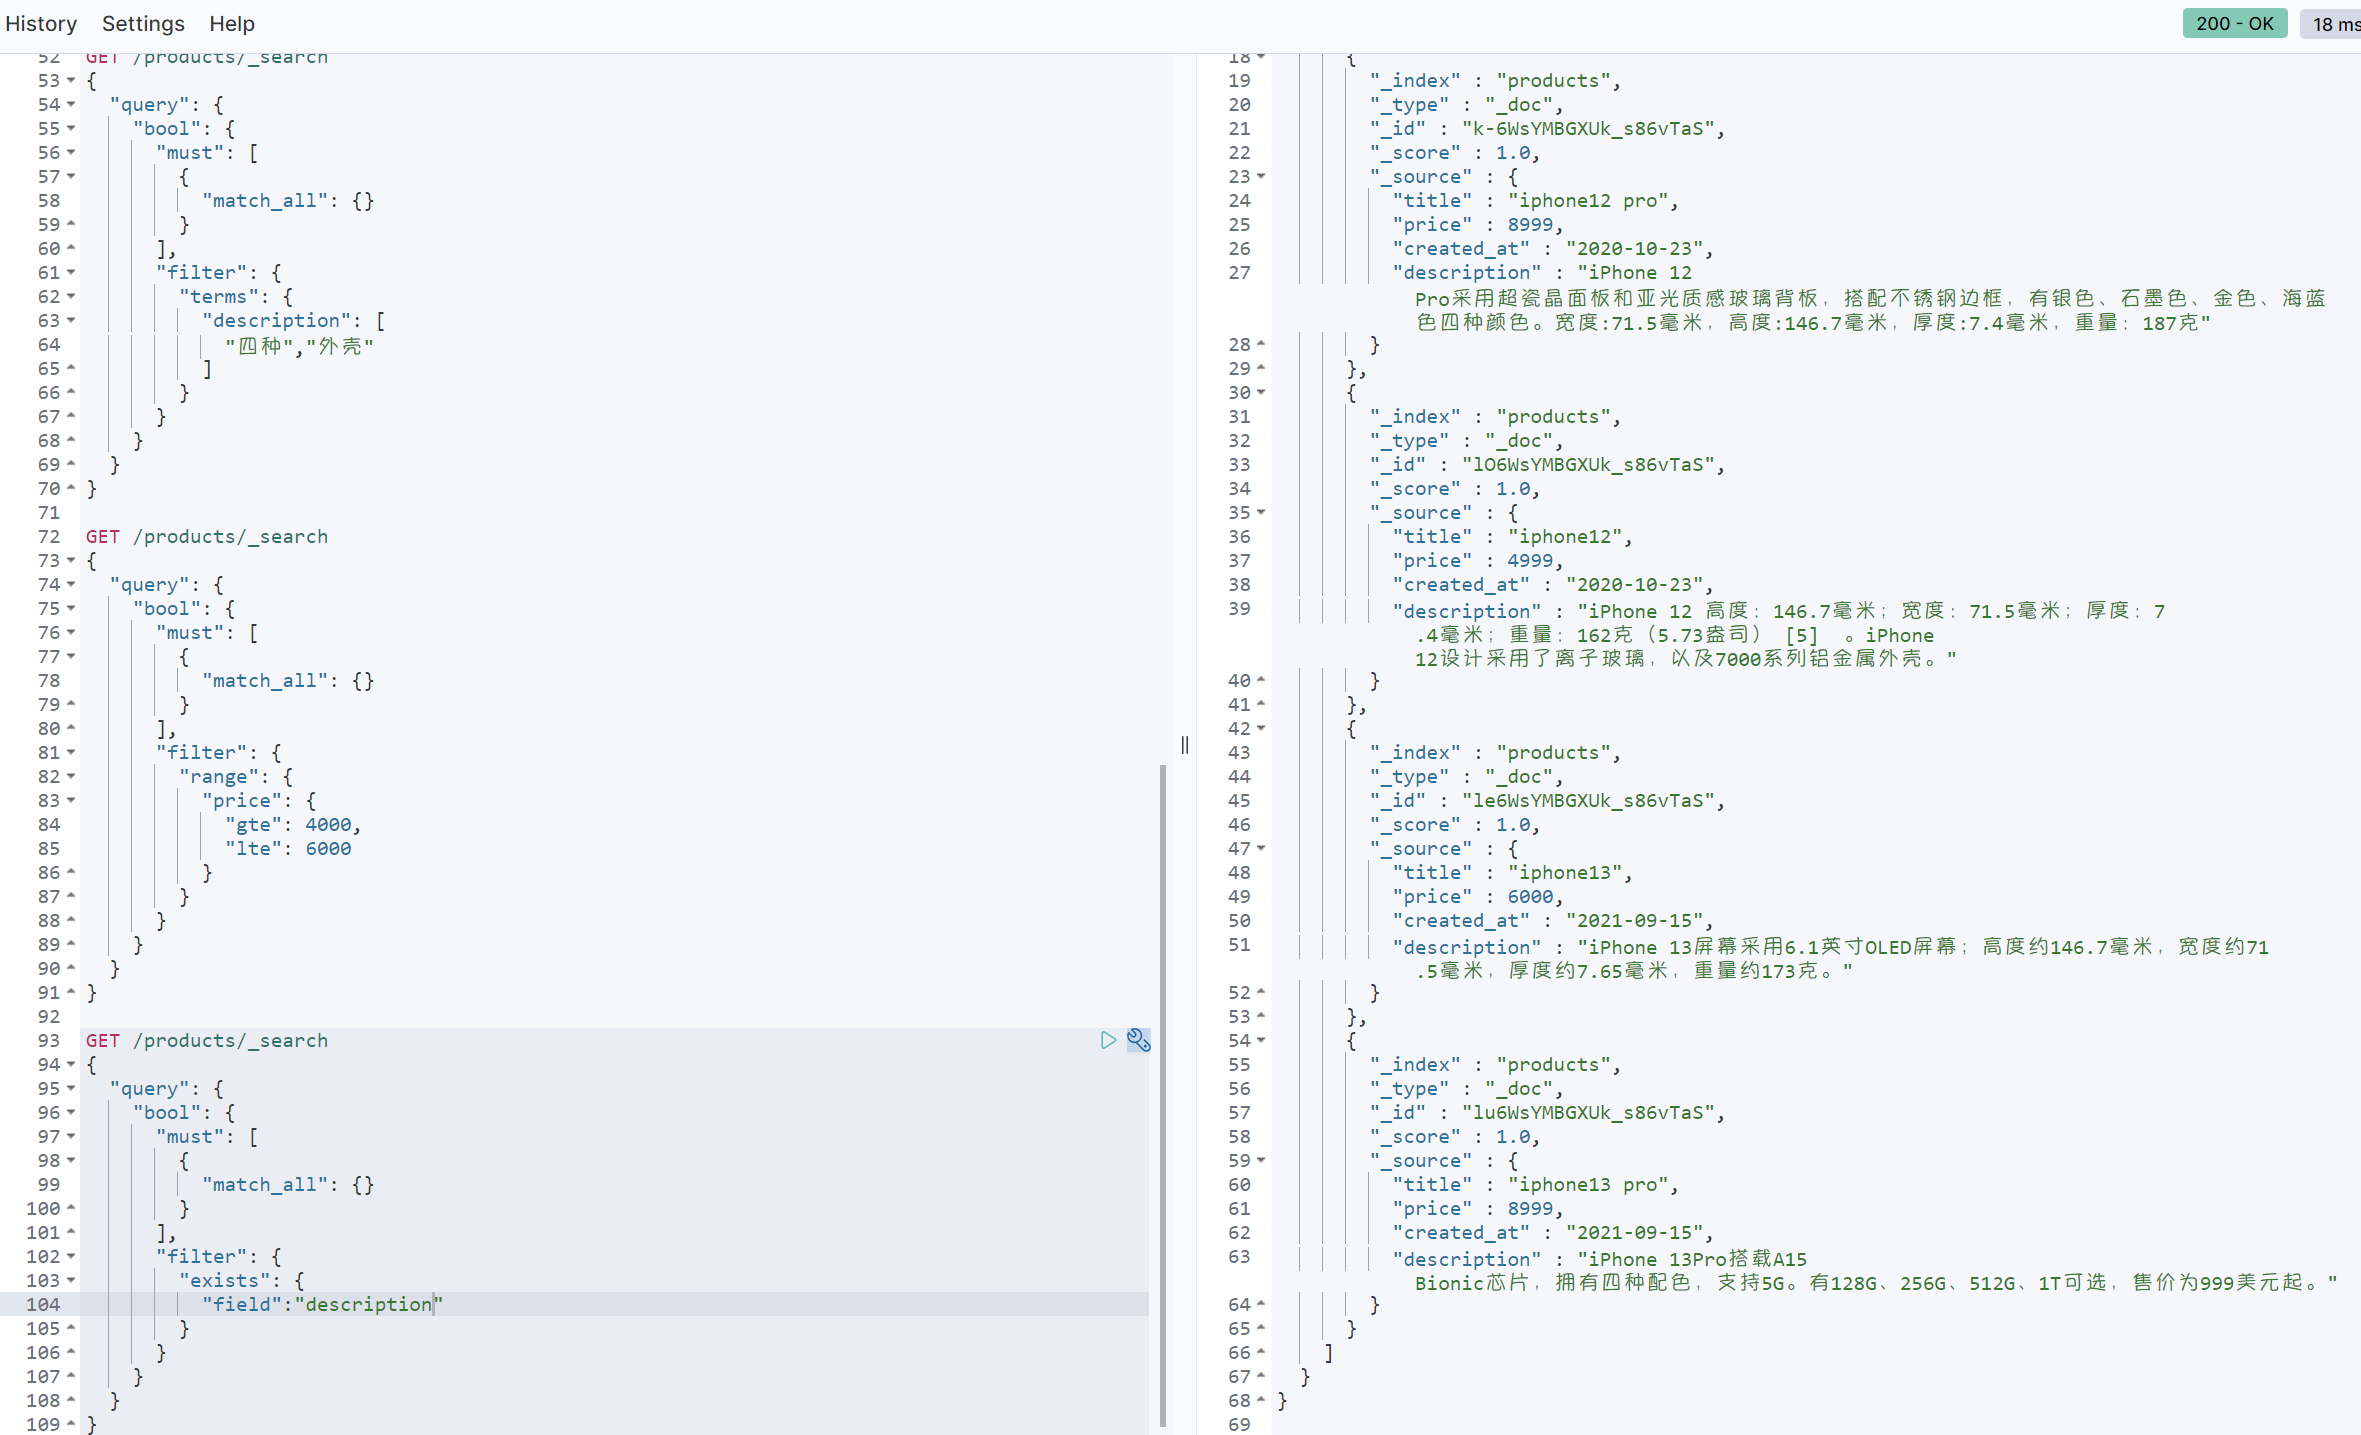 History Settings Help
200 - OK
18 ms
52 GET /products/_search
53 {
54 "query": {
55 "bool": {
56 "must": [
57 {
58 "match_all": {}
59 }
60 ],
61 "filter": {
62 "terms": {
63 "description": [
64 "四种","外壳"
65 ]
66 }
67 }
68 }
69 }
70 }
71
72 GET /products/_search
73 {
74 "query": {
75 "bool": {
76 "must": [
77 {
78 "match_all": {}
79 }
80 ],
81 "filter": {
82 "range": {
83 "price": {
84 "gte": 4000,
85 "lte": 6000
86 }
87 }
88 }
89 }
90 }
91 }
92
93 GET /products/_search
94 {
95 "query": {
96 "bool": {
97 "must": [
98 {
99 "match_all": {}
100 }
101 ],
102 "filter": {
103 "exists": {
104 "field":"description"
105 }
106 }
107 }
108 }
109 }
18 {
19 "_index" : "products",
20 "_type" : "_doc",
21 "_id" : "k-6WsYMBGXUk_s86vTaS",
22 "_score" : 1.0,
23 "_source" : {
24 "title" : "iphone12 pro",
25 "price" : 8999,
26 "created_at" : "2020-10-23",
27 "description" : "iPhone 12
Pro采用超瓷晶面板和亚光质感玻璃背板，搭配不锈钢边框，有银色、石墨色、金色、海蓝
色四种颜色。宽度:71.5毫米，高度:146.7毫米，厚度:7.4毫米，重量：187克"
28 }
29 },
30 {
31 "_index" : "products",
32 "_type" : "_doc",
33 "_id" : "lO6WsYMBGXUk_s86vTaS",
34 "_score" : 1.0,
35 "_source" : {
36 "title" : "iphone12",
37 "price" : 4999,
38 "created_at" : "2020-10-23",
39 "description" : "iPhone 12 高度：146.7毫米；宽度：71.5毫米；厚度：7
.4毫米；重量：162克（5.73盎司） [5]  。iPhone
12设计采用了离子玻璃，以及7000系列铝金属外壳。"
40 }
41 },
42 {
43 "_index" : "products",
44 "_type" : "_doc",
45 "_id" : "le6WsYMBGXUk_s86vTaS",
46 "_score" : 1.0,
47 "_source" : {
48 "title" : "iphone13",
49 "price" : 6000,
50 "created_at" : "2021-09-15",
51 "description" : "iPhone 13屏幕采用6.1英寸OLED屏幕；高度约146.7毫米，宽度约71
.5毫米，厚度约7.65毫米，重量约173克。"
52 }
53 },
54 {
55 "_index" : "products",
56 "_type" : "_doc",
57 "_id" : "lu6WsYMBGXUk_s86vTaS",
58 "_score" : 1.0,
59 "_source" : {
60 "title" : "iphone13 pro",
61 "price" : 8999,
62 "created_at" : "2021-09-15",
63 "description" : "iPhone 13Pro搭载A15
Bionic芯片，拥有四种配色，支持5G。有128G、256G、512G、1T可选，售价为999美元起。"
64 }
65 }
66 ]
67 }
68 }
69